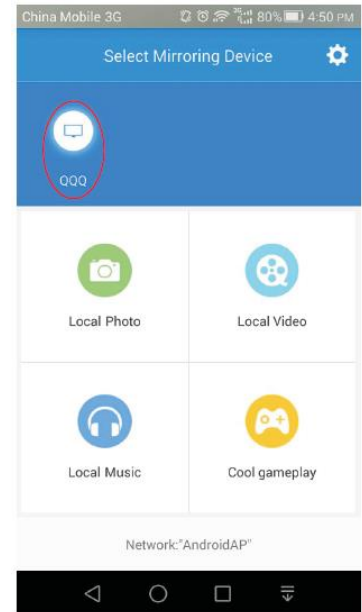 China Mobile 3G 3G 80% 4:50 PM
Select Mirroring Device
QQQ
Local Photo
Local Video
Local Music
Cool gameplay
Network:"AndroidAP"